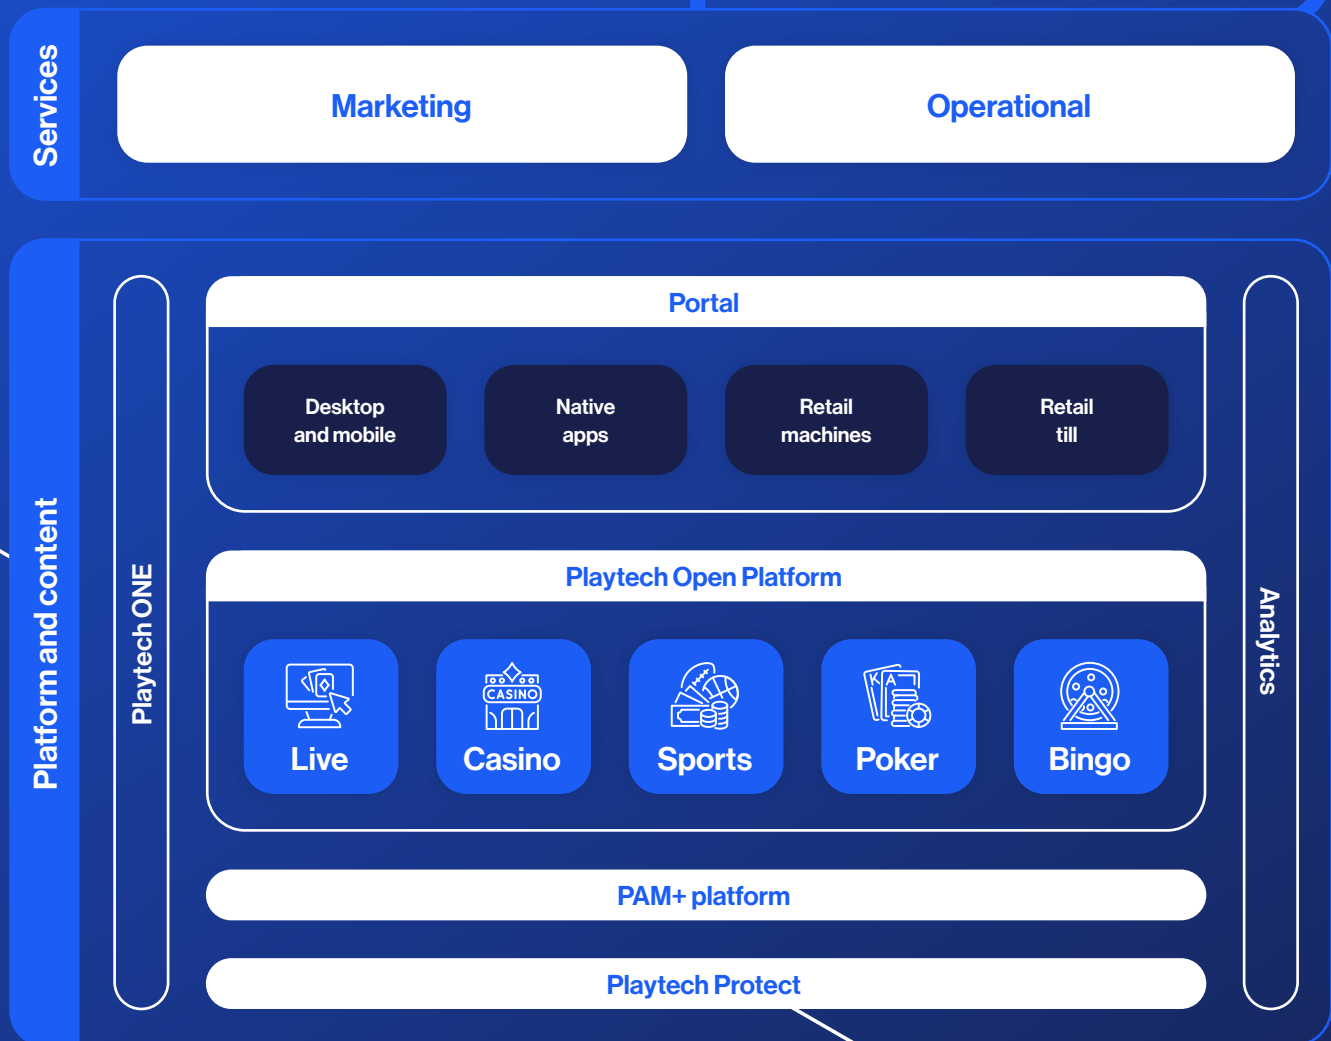 Services
Marketing
Operational
Platform and content
Playtech ONE
Portal
Desktop
and mobile
Native
apps
Retail
machines
Retail
till
Playtech Open Platform
CASINO
K A
Live
Casino
Sports
Poker
Bingo
PAM+ platform
Playtech Protect
Analytics